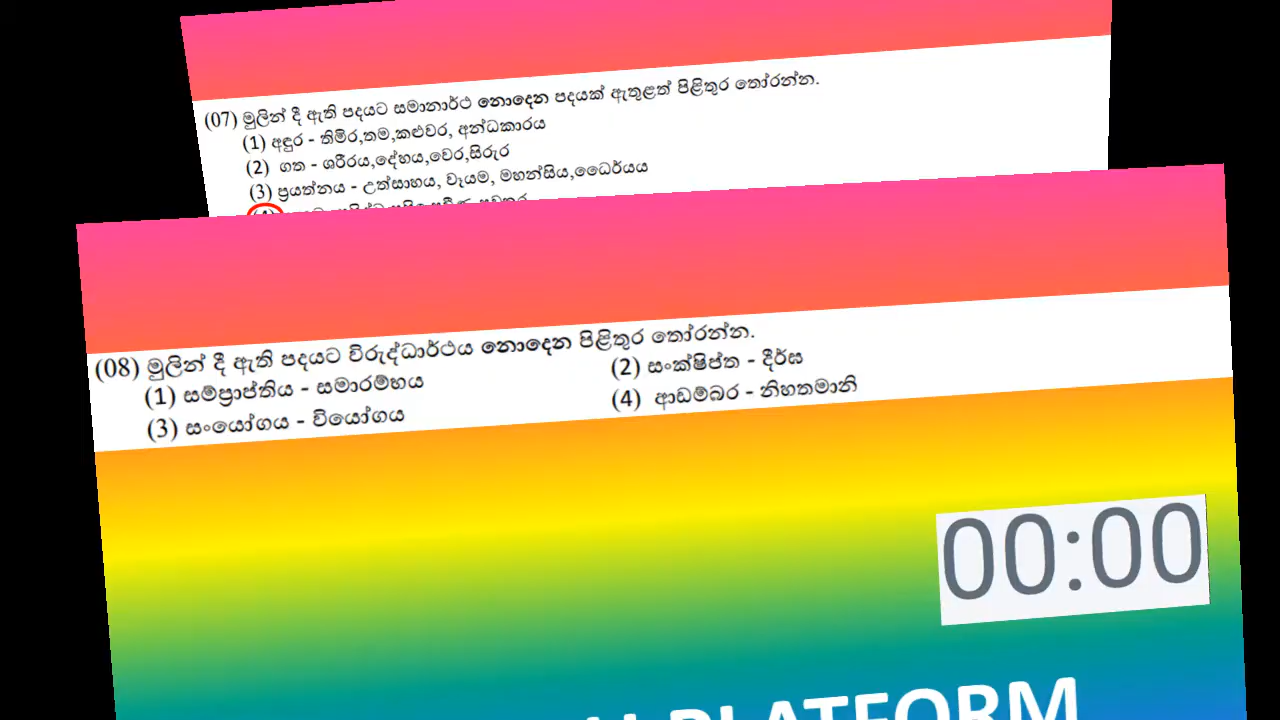 (07) මුලින් දී ඇති පදයට සමානාර්ථ නොදෙන පදයක් ඇතුළත් පිළිතුර තෝරන්න.
(1) අඳුර - තිමිර,තම,කළුවර, අන්ධකාරය
(2) ගත - ශරීරය,දේහය,වෙර,සිරුර
(3) ප්‍රයත්නය - උත්සාහය, වෑයම, මහන්සිය,ධෛර්යය
(08) මුලින් දී ඇති පදයට විරුද්ධාර්ථය නොදෙන පිළිතුර තෝරන්න.
(1) සම්ප්‍රාප්තිය - සමාරම්භය (2) සංක්ෂිප්ත - දීර්ඝ
(3) සංයෝගය - වියෝගය (4) ආඩම්බර - නිහතමානි
00:00
PLATFORM